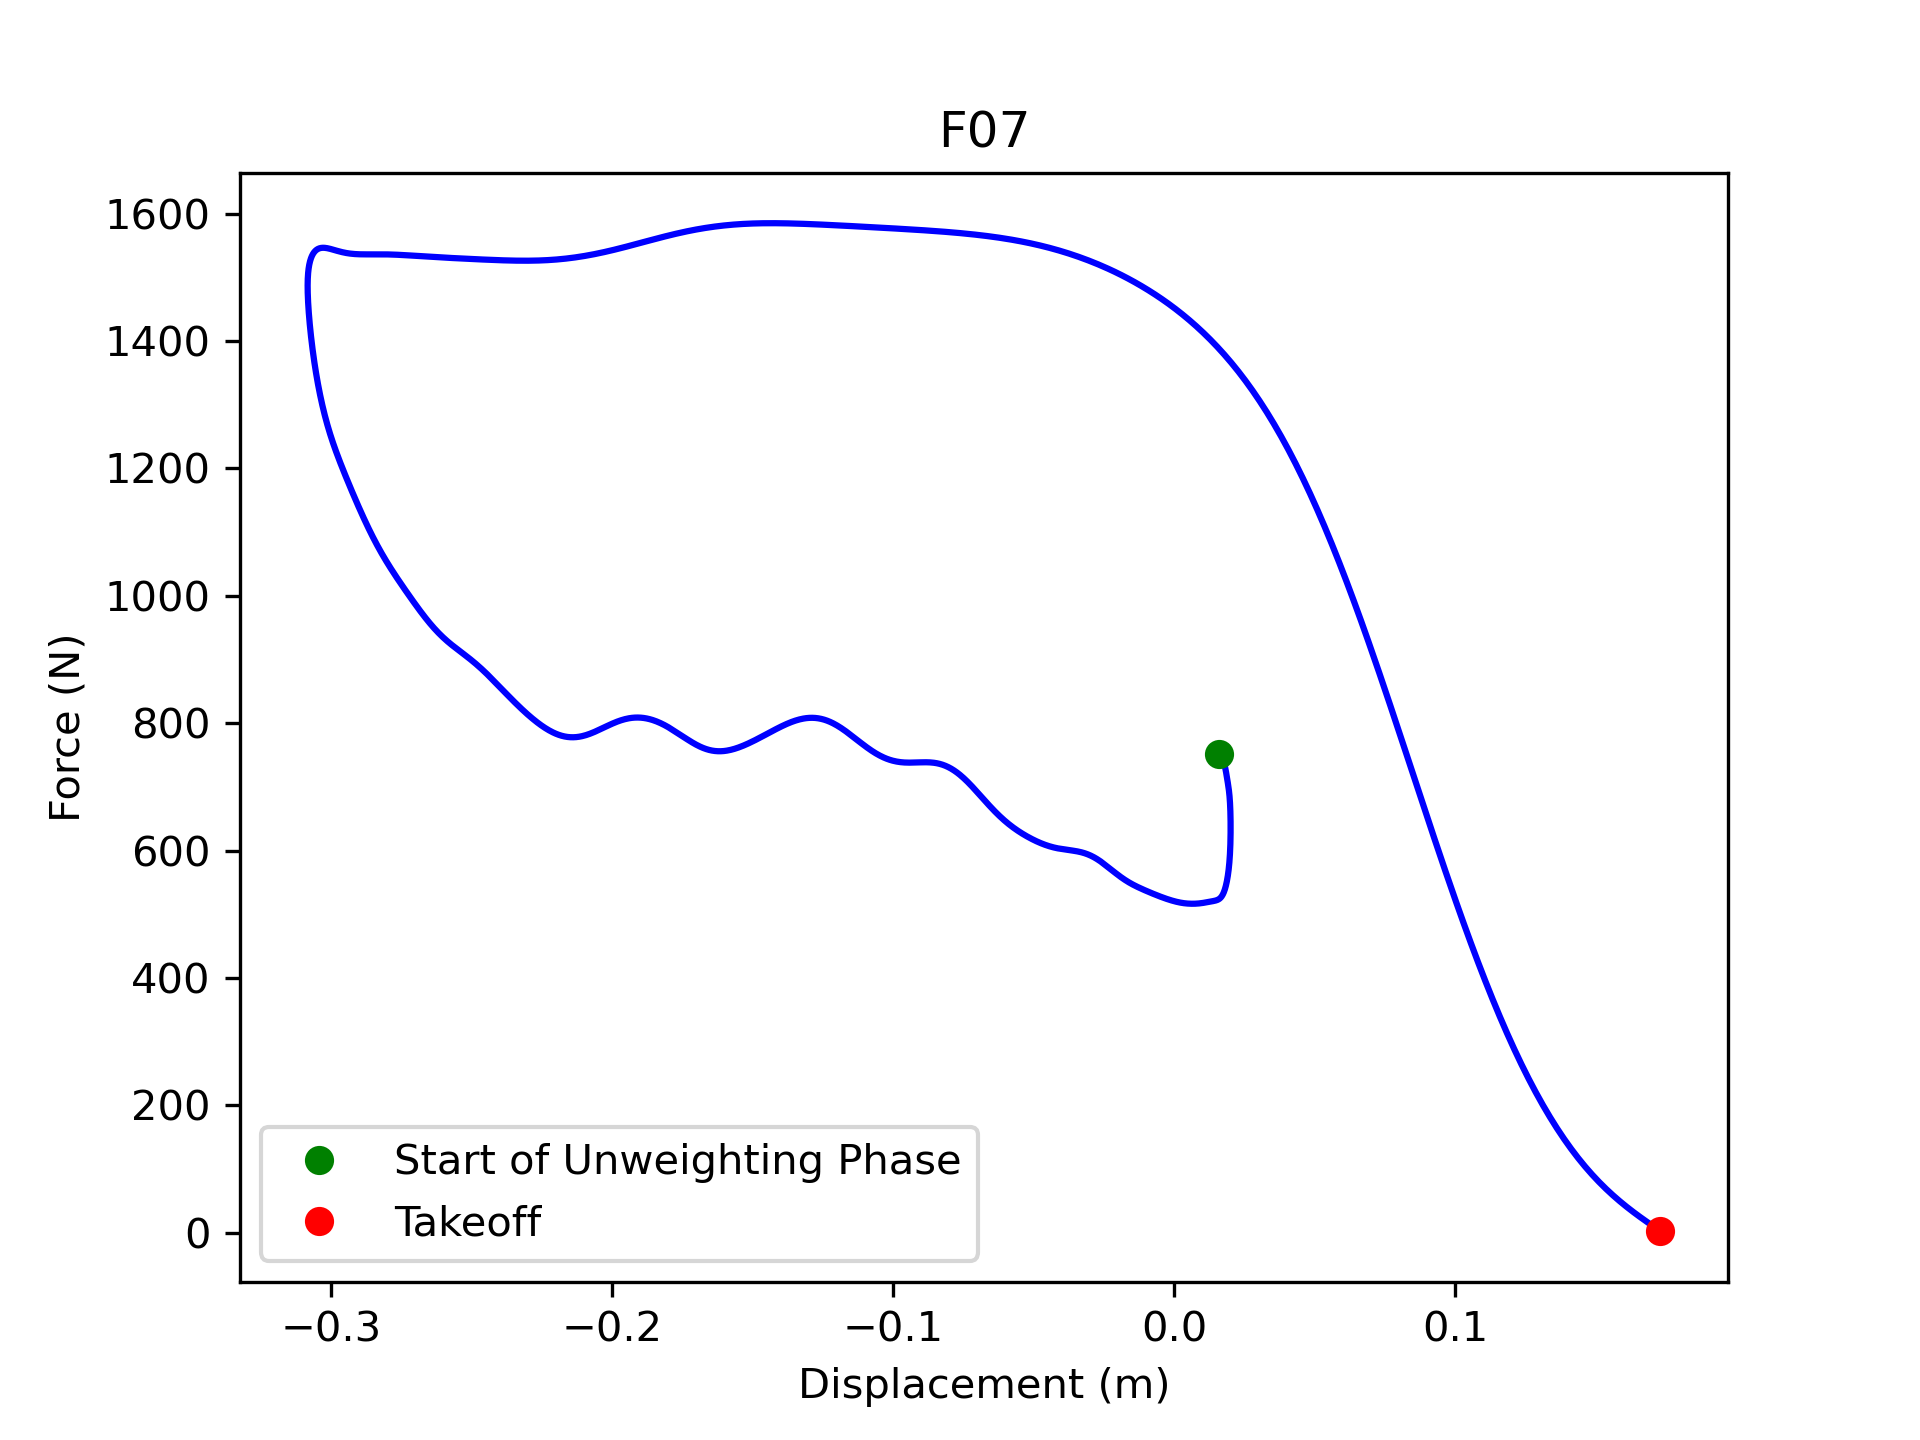 F07
1600
1400
1200
1000
800
600
400
200
0
Force (N)
Start of Unweighting Phase
Takeoff
−0.3 −0.2 −0.1 0.0 0.1
Displacement (m)